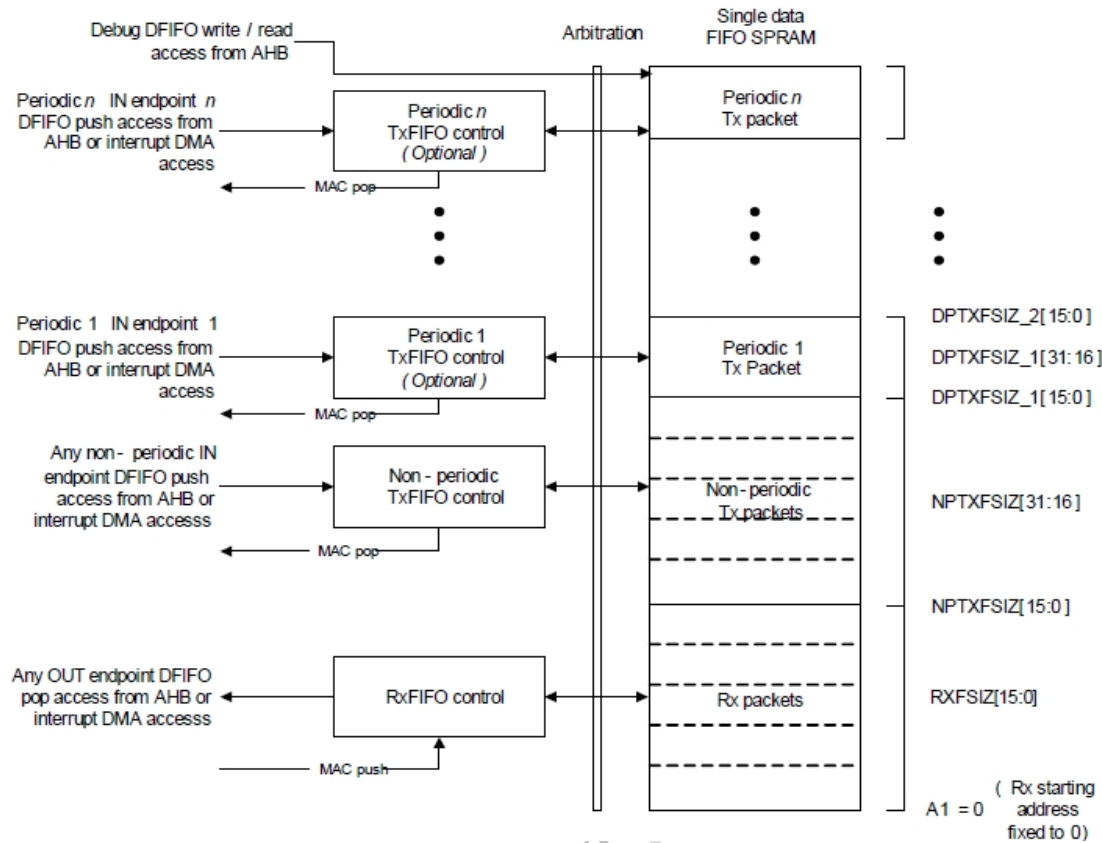 Debug DFIFO write / read
access from AHB
Arbitration
Single data
FIFO SPRAM
Periodic n IN endpoint n
DFIFO push access from
AHB or interrupt DMA
access
Periodic n
TxFIFO control
( Optional )
MAC pop
Periodic n
Tx packet
Periodic 1 IN endpoint 1
DFIFO push access from
AHB or interrupt DMA
access
Periodic 1
TxFIFO control
( Optional )
MAC pop
Periodic 1
Tx Packet
DPTXFSIZ_2[15:0]
DPTXFSIZ_1[31:16]
DPTXFSIZ_1[15:0]
Any non- periodic IN
endpoint DFIFO push
access from AHB or
interrupt DMA accesss
Non - periodic
TxFIFO control
MAC pop
Non- periodic
Tx packets
NPTXFSIZ[31:16]
NPTXFSIZ[15:0]
Any OUT endpoint DFIFO
pop access from AHB or
interrupt DMA accesss
RxFIFO control
MAC push
Rx packets
RXFSIZ[15:0]
A1 = 0
( Rx starting
address
fixed to 0)